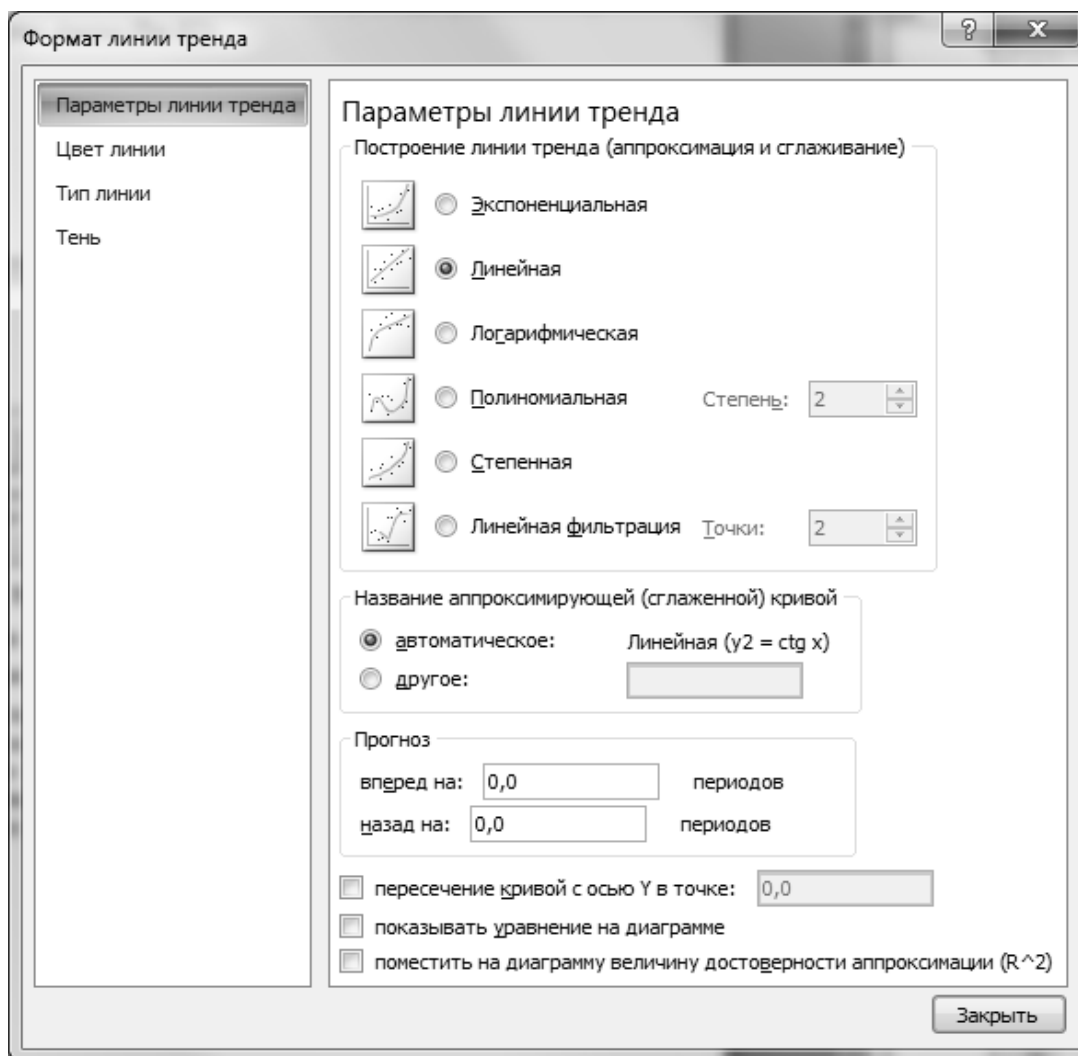 Формат линии тренда
Параметры линии тренда
Цвет линии
Тип линии
Тень
Параметры линии тренда
Построение линии тренда (аппроксимация и сглаживание)
Экспоненциальная
Линейная
Логарифмическая
Полиномиальная Степень: 2
Степенная
Линейная фильтрация Точки: 2
Название аппроксимирующей (сглаженной) кривой
автоматическое: Линейная (y2 = ctg x)
другое:
Прогноз
вперед на: 0,0 периодов
назад на: 0,0 периодов
пересечение кривой с осью Y в точке: 0,0
показывать уравнение на диаграмме
поместить на диаграмму величину достоверности аппроксимации (R^2)
Закрыть